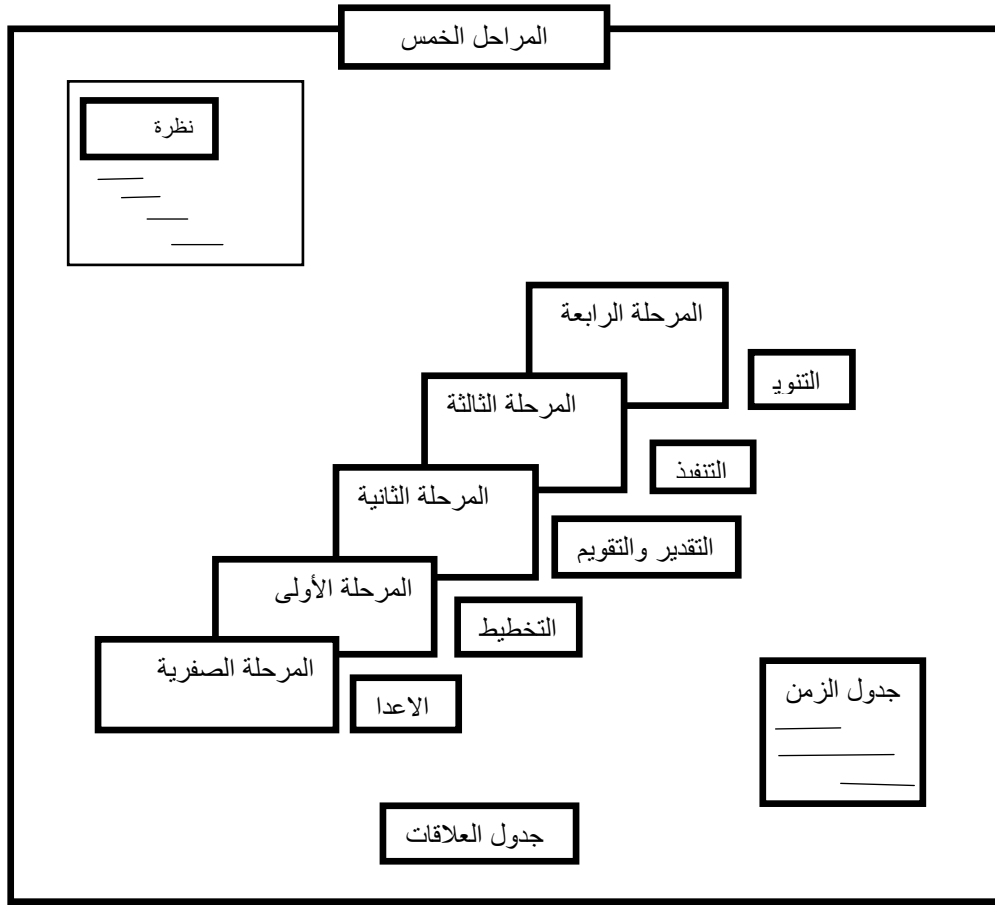 المراحل الخمس
نظرة
المرحلة الرابعة
التنوير
المرحلة الثالثة
التنفيذ
المرحلة الثانية
التقدير والتقويم
المرحلة الأولى
التخطيط
المرحلة الصفرية
الاعدا
جدول الزمن
جدول العلاقات